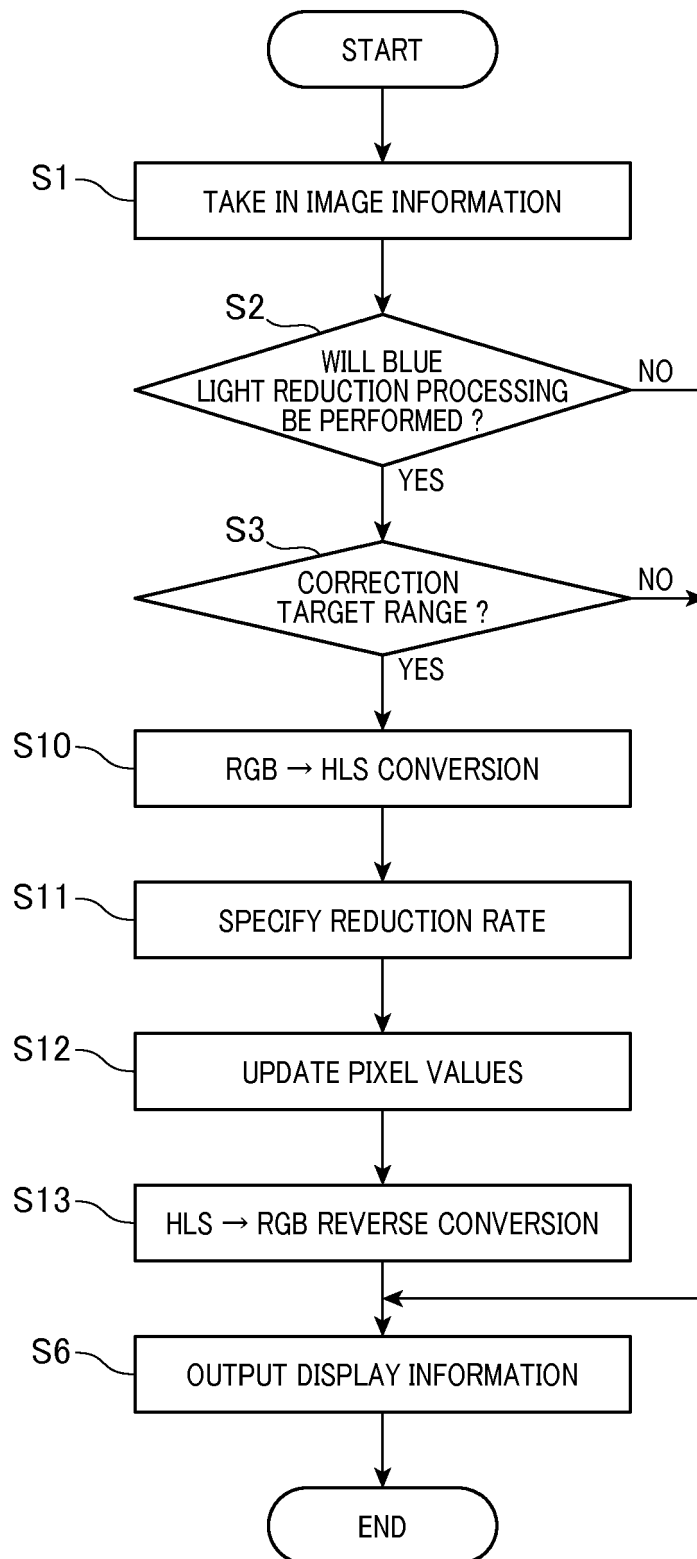 START
S1
TAKE IN IMAGE INFORMATION
S2
WILL BLUE
LIGHT REDUCTION PROCESSING
BE PERFORMED ?
NO
YES
S3
CORRECTION
TARGET RANGE ?
NO
YES
S10
RGB → HLS CONVERSION
S11
SPECIFY REDUCTION RATE
S12
UPDATE PIXEL VALUES
S13
HLS → RGB REVERSE CONVERSION
S6
OUTPUT DISPLAY INFORMATION
END